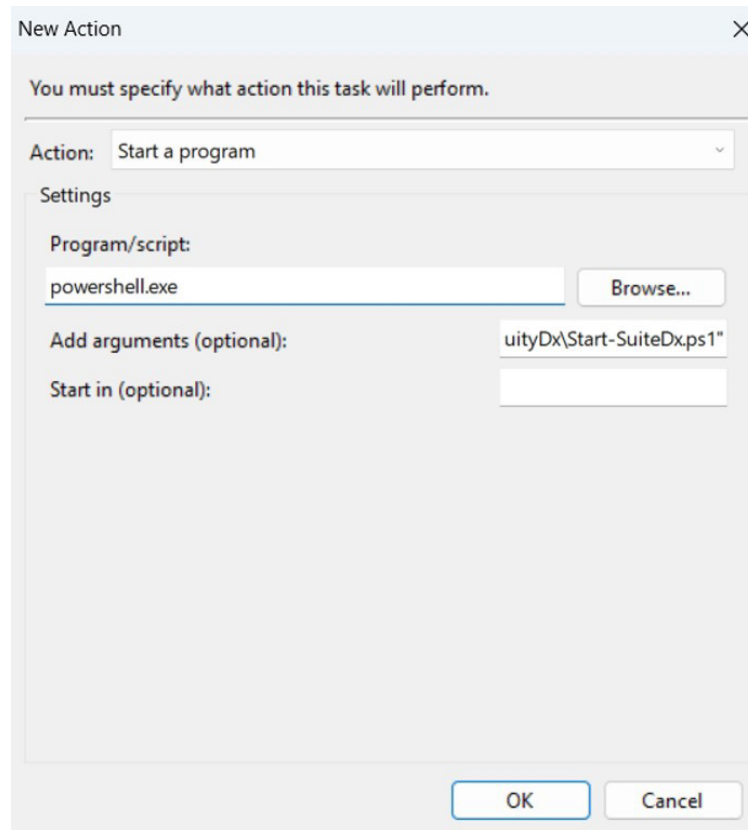 New Action
You must specify what action this task will perform.
Action: Start a program
Settings
Program/script:
powershell.exe Browse...
Add arguments (optional): uityDx\Start-SuiteDx.ps1"
Start in (optional):
OK Cancel